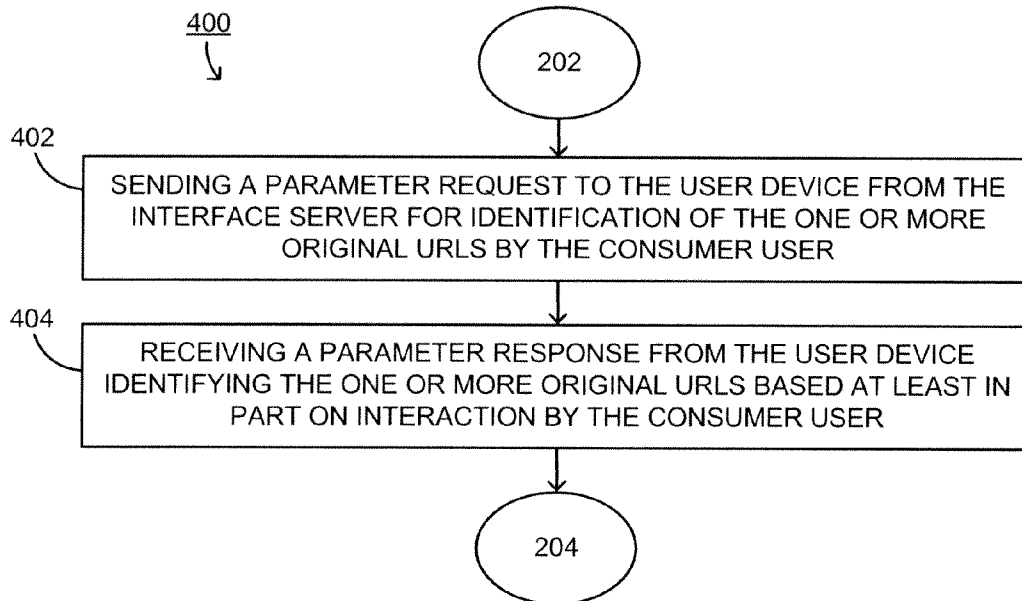 400
202
402
SENDING A PARAMETER REQUEST TO THE USER DEVICE FROM THE
INTERFACE SERVER FOR IDENTIFICATION OF THE ONE OR MORE
ORIGINAL URLS BY THE CONSUMER USER
404
RECEIVING A PARAMETER RESPONSE FROM THE USER DEVICE
IDENTIFYING THE ONE OR MORE ORIGINAL URLS BASED AT LEAST IN
PART ON INTERACTION BY THE CONSUMER USER
204